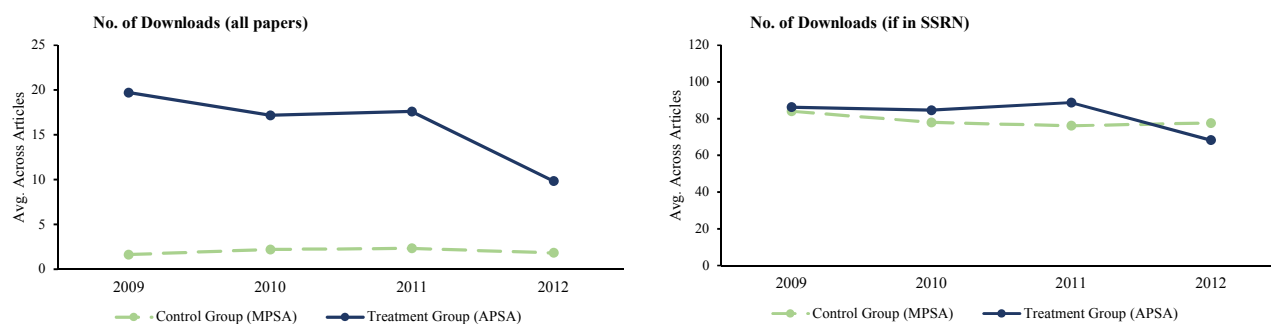 No. of Downloads (all papers)
25
20
15
10
5
0
Avg. Across Articles
2009
2010
2011
2012
Control Group (MPSA)
Treatment Group (APSA)
No. of Downloads (if in SSRN)
120
100
80
60
40
20
0
Avg. Across Articles
2009
2010
2011
2012
Control Group (MPSA)
Treatment Group (APSA)